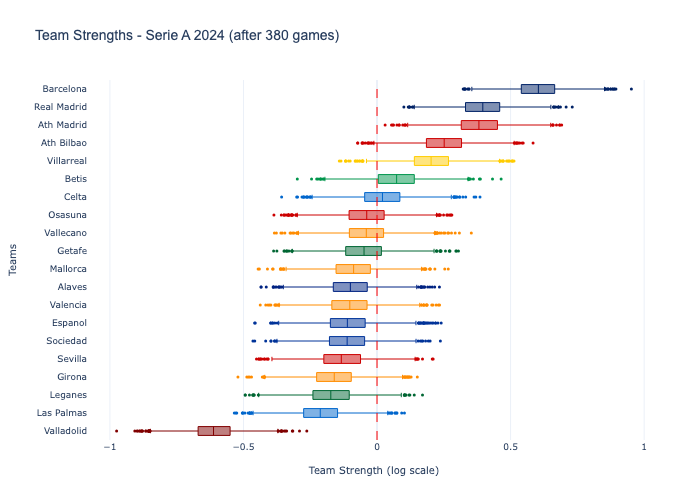 Team Strengths - Serie A 2024 (after 380 games)
Barcelona
Real Madrid
Ath Madrid
Ath Bilbao
Villarreal
Betis
Celta
Osasuna
Vallecano
Getafe
Mallorca
Alaves
Valencia
Espanol
Sociedad
Sevilla
Girona
Leganes
Las Palmas
Valladolid
Teams
−1 −0.5 0 0.5 1
Team Strength (log scale)